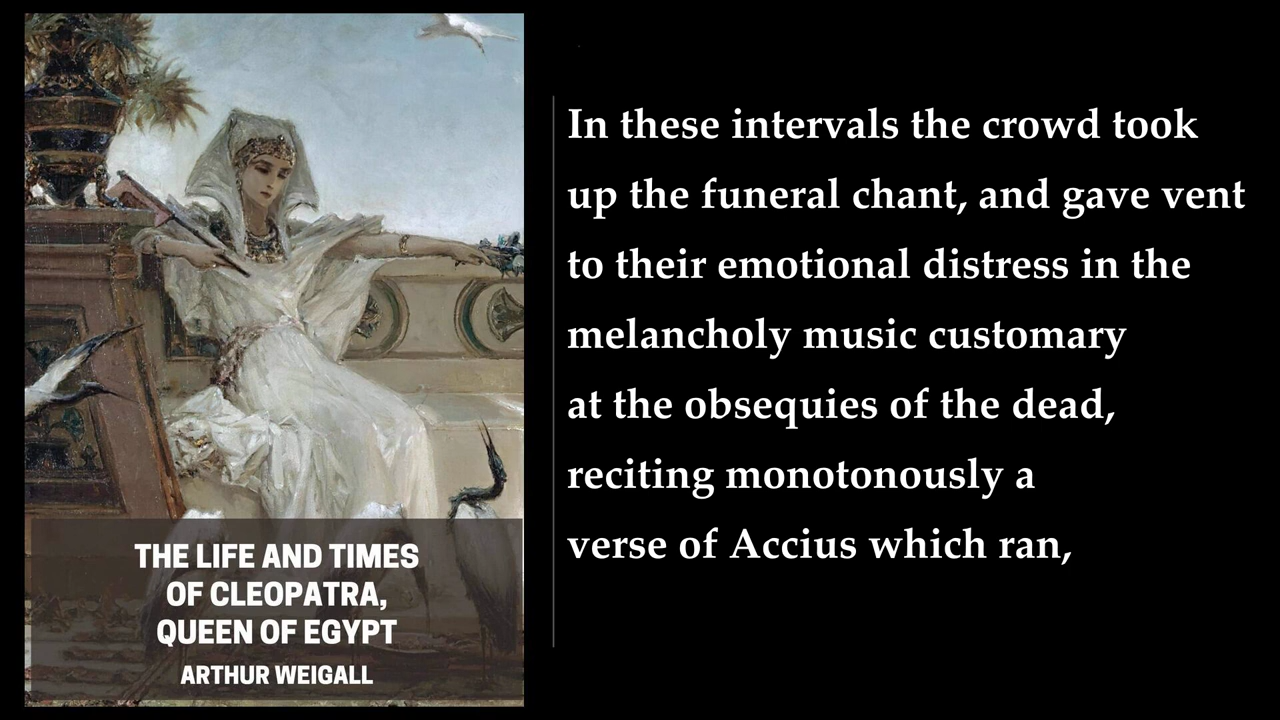 THE LIFE AND TIMES
OF CLEOPATRA,
QUEEN OF EGYPT
ARTHUR WEIGALL
In these intervals the crowd took
up the funeral chant, and gave vent
to their emotional distress in the
melancholy music customary
at the obsequies of the dead,
reciting monotonously a
verse of Accius which ran,